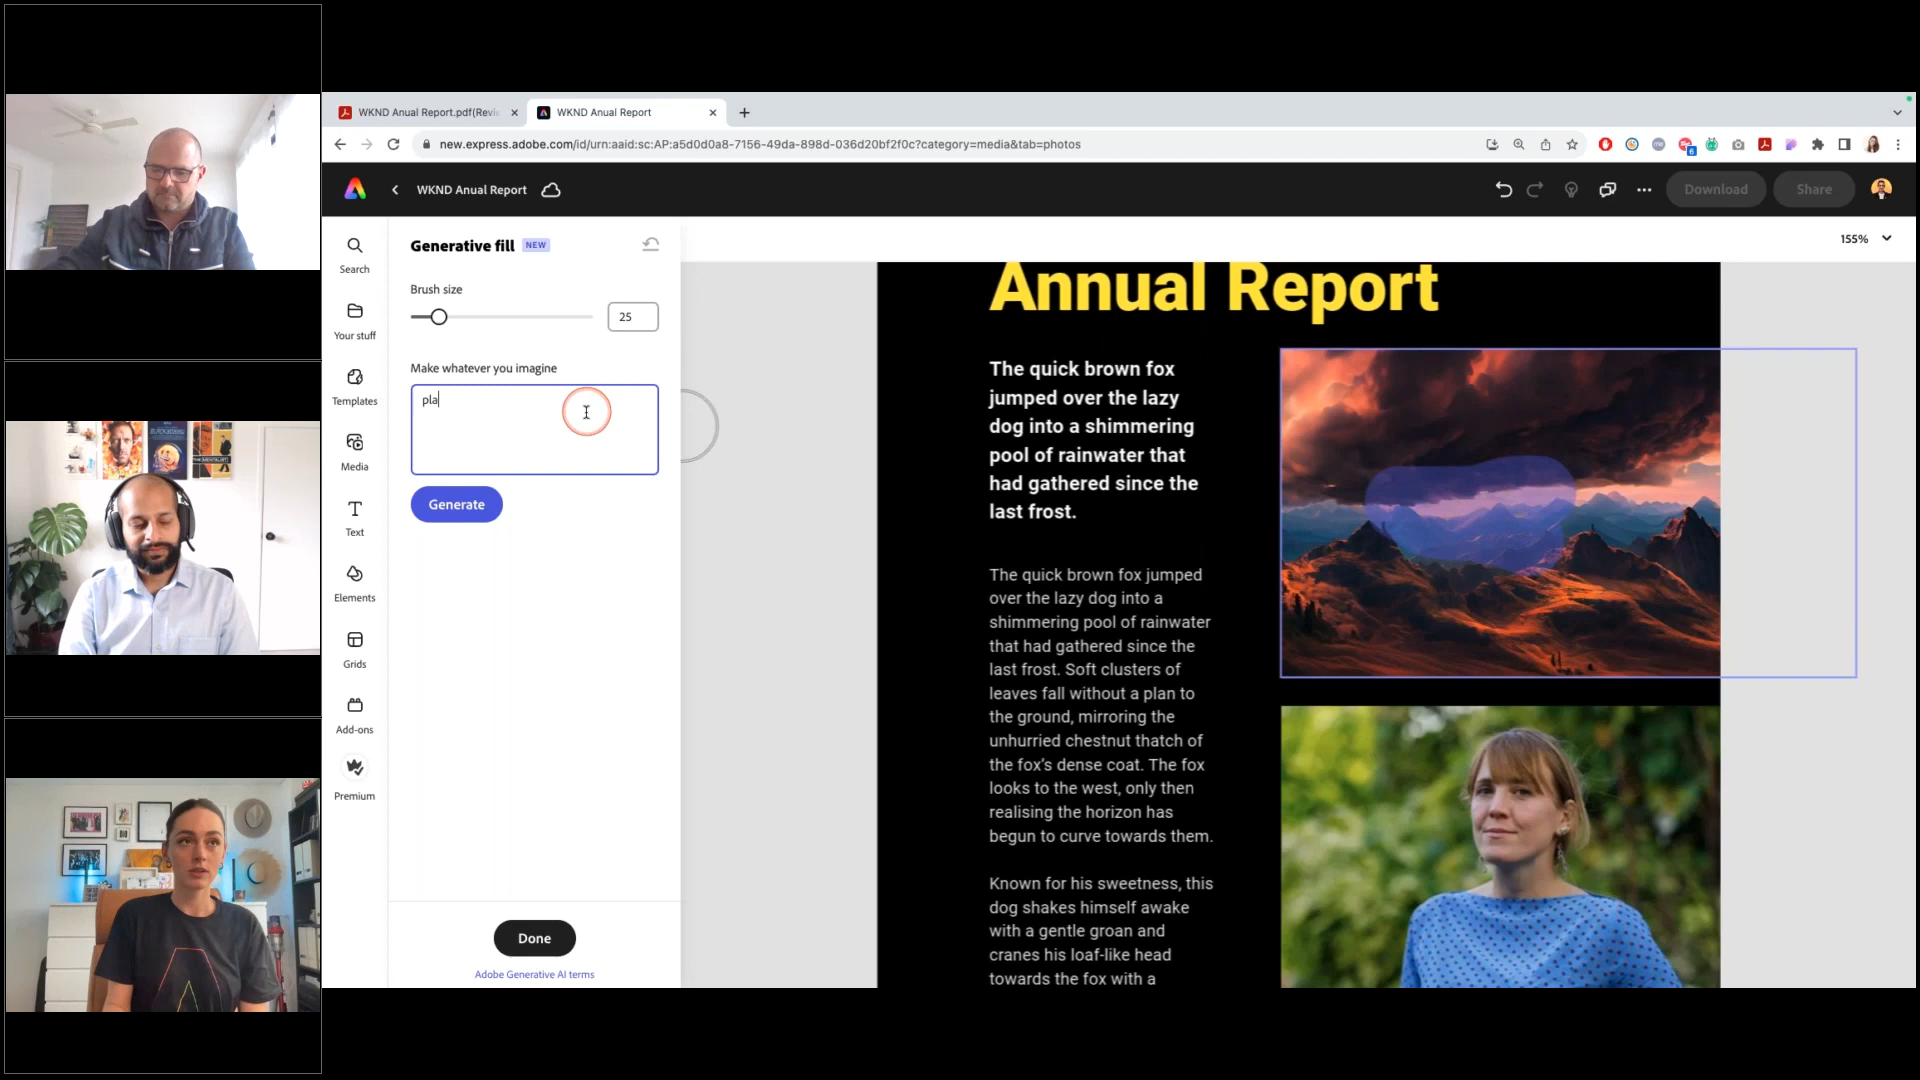 WKND Anual Report.pdf(Revi
WKND Anual Report
new.express.adobe.com/id/urn:aaid:sc:AP:a5d0d0a8-7156-49da-898d-036d20bf2f0c?category=media&tab=photos
WKND Anual Report
Download
Share
155%
Search
Your stuff
Templates
Media
Text
Elements
Grids
Add-ons
Premium
Generative fill NEW
Brush size
25
Make whatever you imagine
pla
Generate
Done
Adobe Generative AI terms
Annual Report
The quick brown fox
jumped over the lazy
dog into a shimmering
pool of rainwater that
had gathered since the
last frost.
The quick brown fox jumped
over the lazy dog into a
shimmering pool of rainwater
that had gathered since the
last frost. Soft clusters of
leaves fall without a plan to
the ground, mirroring the
unhurried chestnut thatch of
the fox's dense coat. The fox
looks to the west, only then
realising the horizon has
begun to curve towards them.
Known for his sweetness, this
dog shakes himself awake
with a gentle groan and
cranes his loaf-like head
towards the fox with a